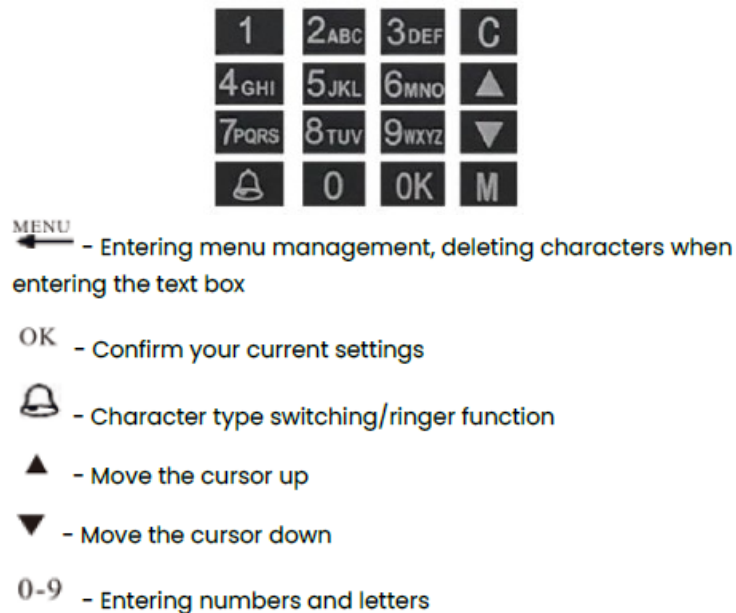 1 2ABC 3DEF C
4GHI 5JKL 6MNO ▲
7PQRS 8TUV 9WXYZ ▼
0 OK M
MENU - Entering menu management, deleting characters when
entering the text box
OK - Confirm your current settings
- Character type switching/ringer function
▲ - Move the cursor up
▼ - Move the cursor down
0-9 - Entering numbers and letters